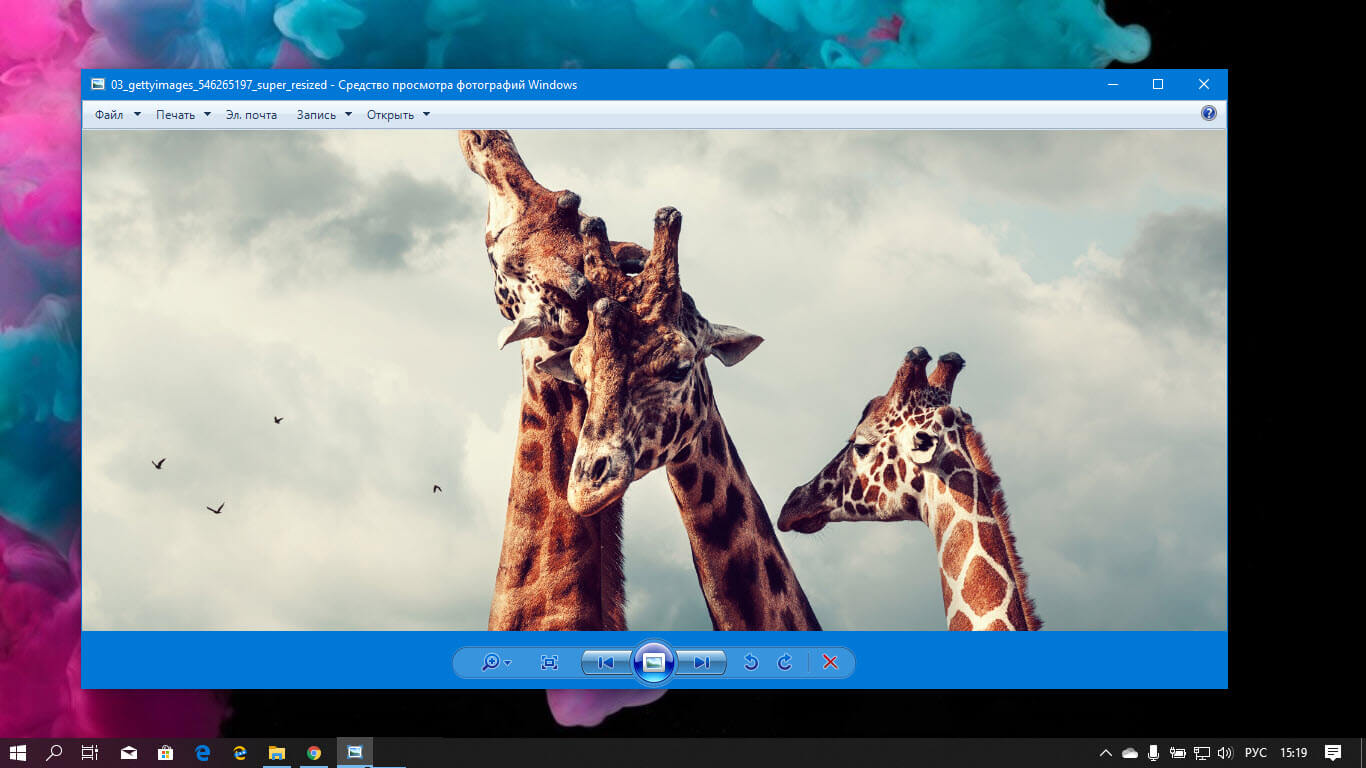 03_gettyimages_546265197_super_resized - Средство просмотра фотографий Windows
Файл Печать Эл. почта Запись Открыть
РУС 15:19